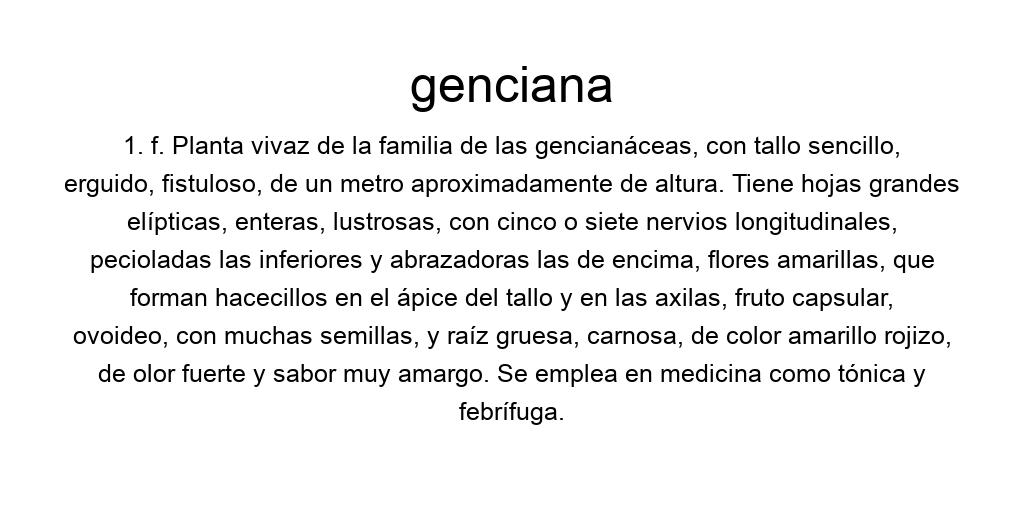 genciana
1. f. Planta vivaz de la familia de las gencianáceas, con tallo sencillo,
erguido, fistuloso, de un metro aproximadamente de altura. Tiene hojas grandes
elípticas, enteras, lustrosas, con cinco o siete nervios longitudinales,
pecioladas las inferiores y abrazadoras las de encima, flores amarillas, que
forman hacecillos en el ápice del tallo y en las axilas, fruto capsular,
ovoideo, con muchas semillas, y raíz gruesa, carnosa, de color amarillo rojizo,
de olor fuerte y sabor muy amargo. Se emplea en medicina como tónica y
febrífuga.